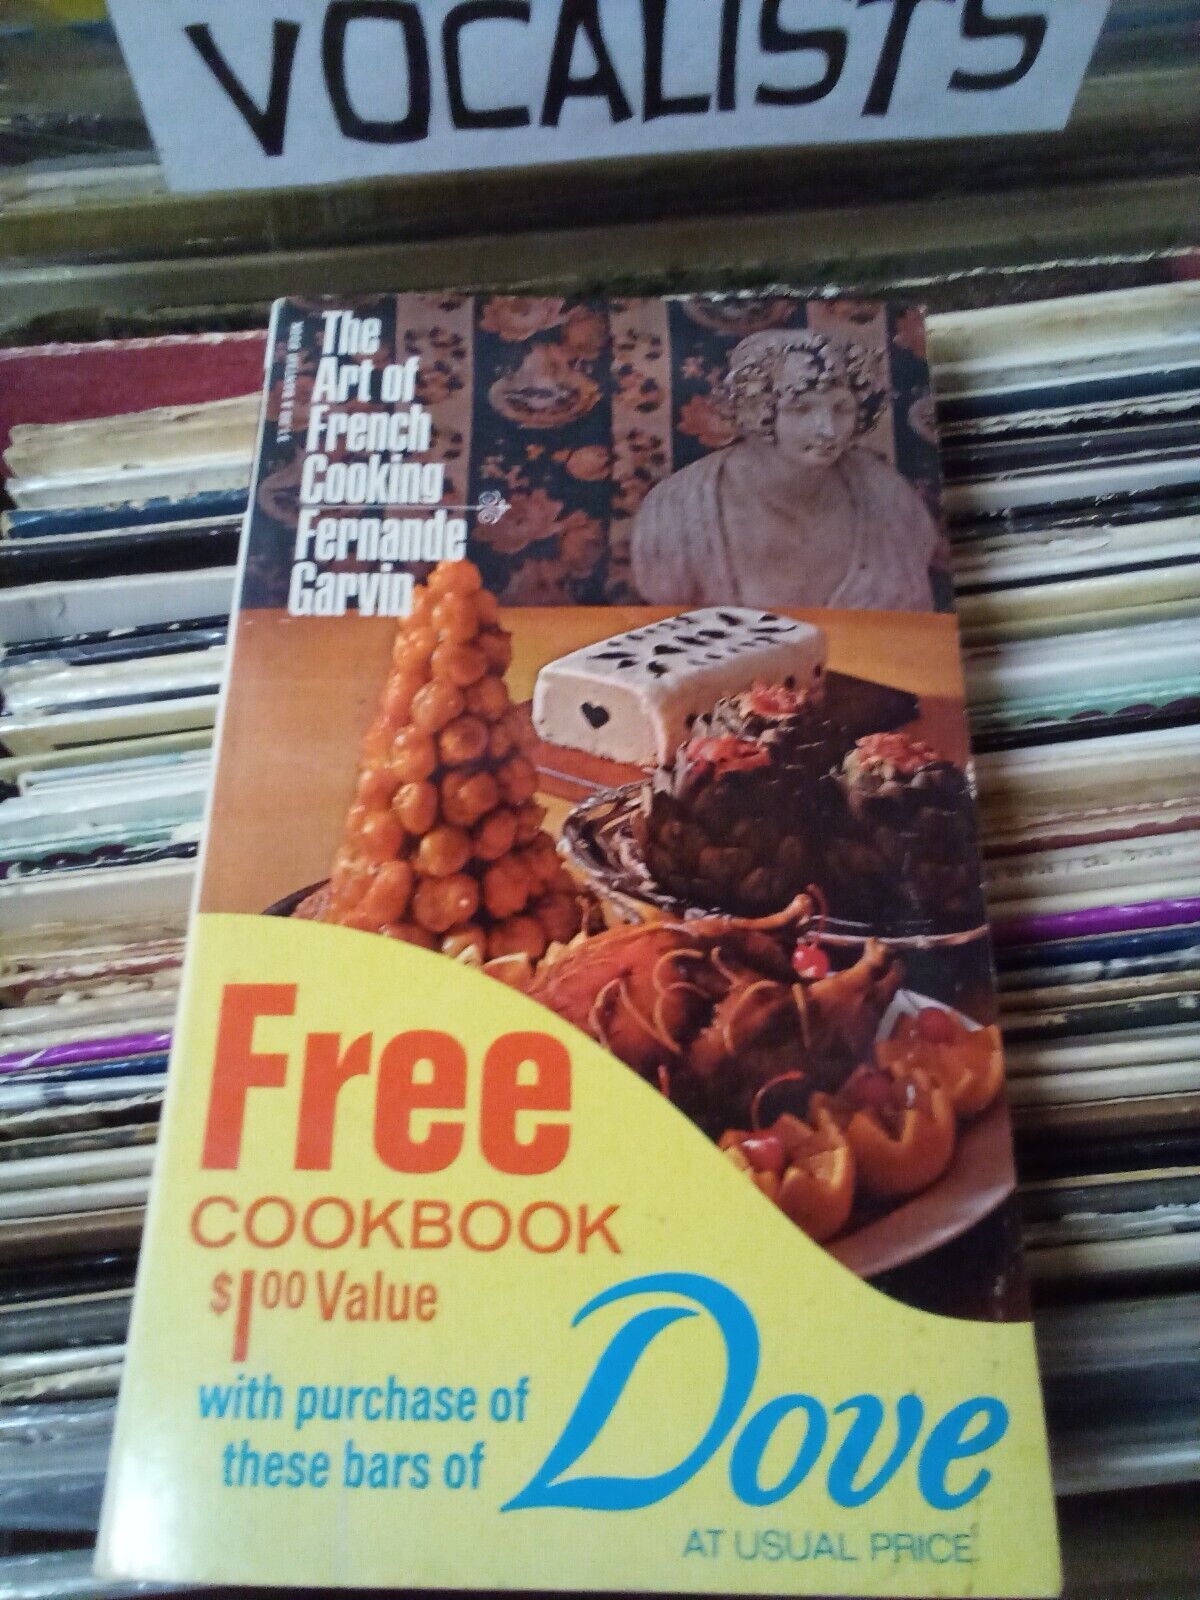 VOCALISTS
The
Art of
French
Cooking
Fernande
Garvin
Free
COOKBOOK
$1.00 Value
with purchase of
these bars of
Dove
AT USUAL PRICE